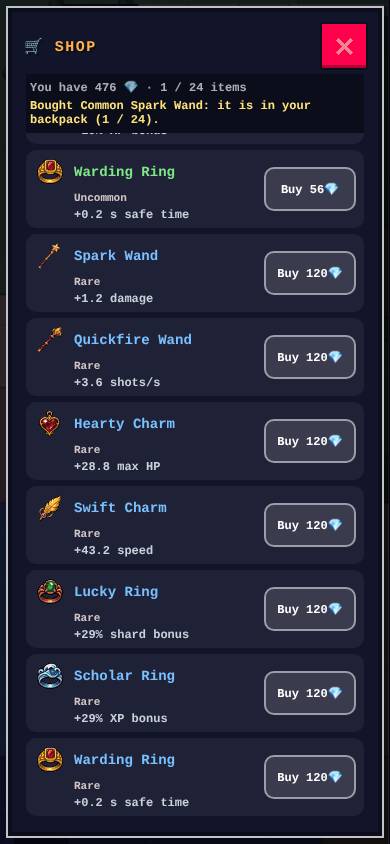 SHOP
You have 476 💎 · 1 / 24 items
Bought Common Spark Wand: it is in your
backpack (1 / 24).
Warding Ring
Uncommon
+0.2 s safe time
Buy 56💎
Spark Wand
Rare
+1.2 damage
Buy 120💎
Quickfire Wand
Rare
+3.6 shots/s
Buy 120💎
Hearty Charm
Rare
+28.8 max HP
Buy 120💎
Swift Charm
Rare
+43.2 speed
Buy 120💎
Lucky Ring
Rare
+29% shard bonus
Buy 120💎
Scholar Ring
Rare
+29% XP bonus
Buy 120💎
Warding Ring
Rare
+0.2 s safe time
Buy 120💎